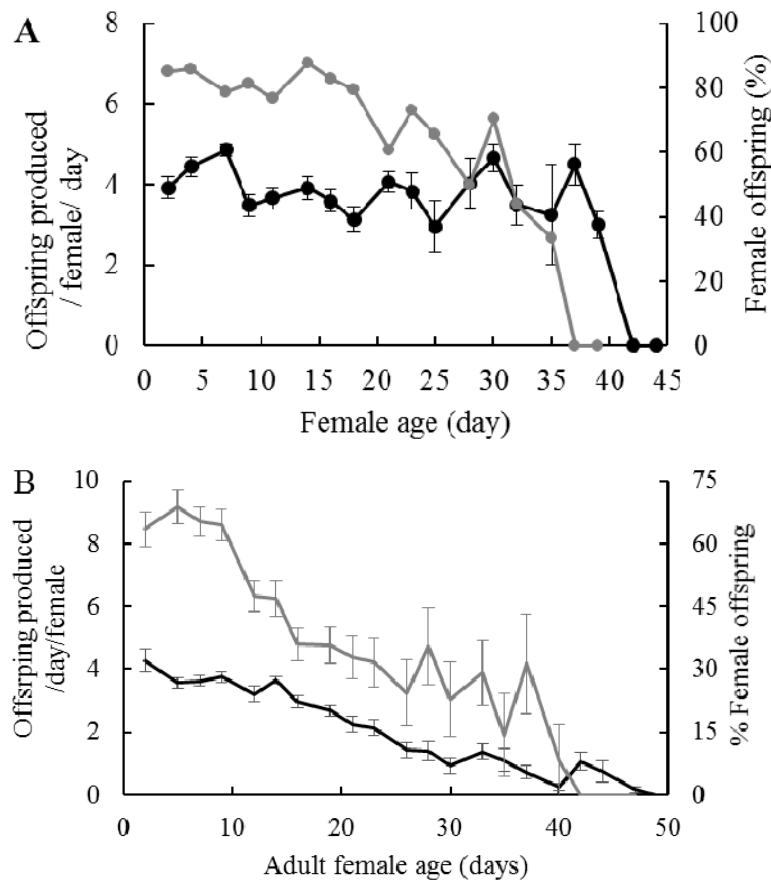 A
8
6
4
2
0
Offspring produced
/ female/ day
100
80
60
40
20
0
Female offspring (%)
0 5 10 15 20 25 30 35 40 45
Female age (day)
B
10
8
6
4
2
0
Offsrping produced
/day/female
75
60
45
30
15
0
% Female offspring
0 10 20 30 40 50
Adult female age (days)